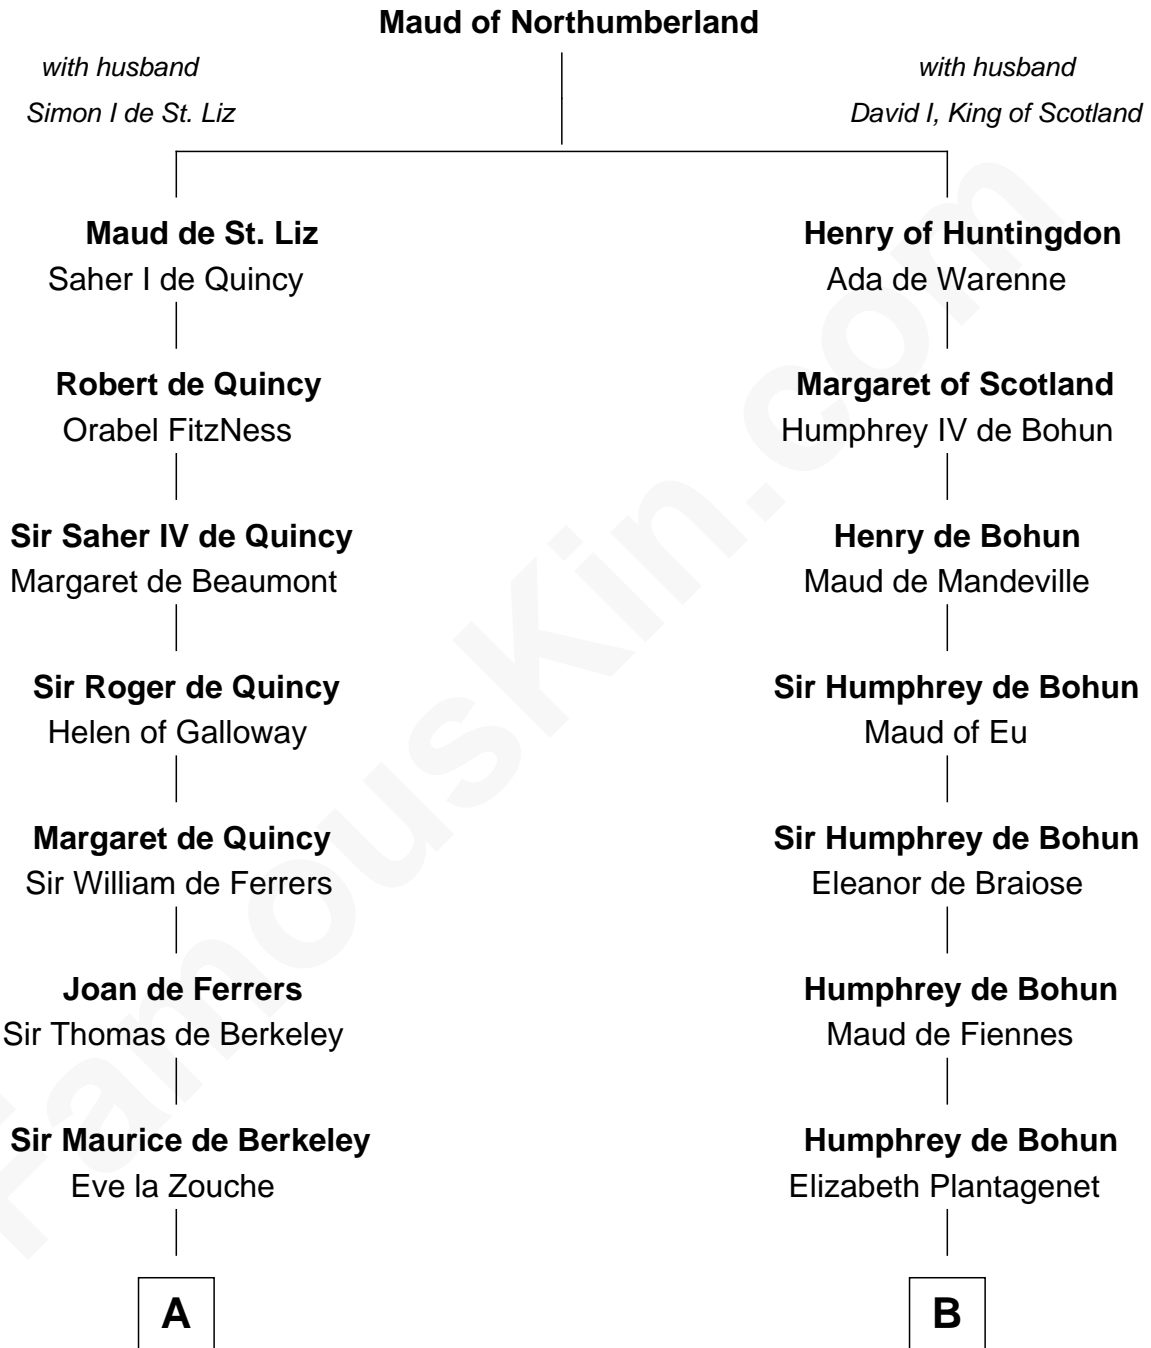 Maud of Northumberland
with husband
Simon I de St. Liz
with husband
David I, King of Scotland
Maud de St. Liz
Saher I de Quincy
Henry of Huntingdon
Ada de Warenne
Robert de Quincy
Orabel FitzNess
Margaret of Scotland
Humphrey IV de Bohun
Sir Saher IV de Quincy
Margaret de Beaumont
Henry de Bohun
Maud de Mandeville
Sir Roger de Quincy
Helen of Galloway
Sir Humphrey de Bohun
Maud of Eu
Margaret de Quincy
Sir William de Ferrers
Sir Humphrey de Bohun
Eleanor de Braiose
Joan de Ferrers
Sir Thomas de Berkeley
Humphrey de Bohun
Maud de Fiennes
Sir Maurice de Berkeley
Eve la Zouche
Humphrey de Bohun
Elizabeth Plantagenet
A
B
FamousKin.com